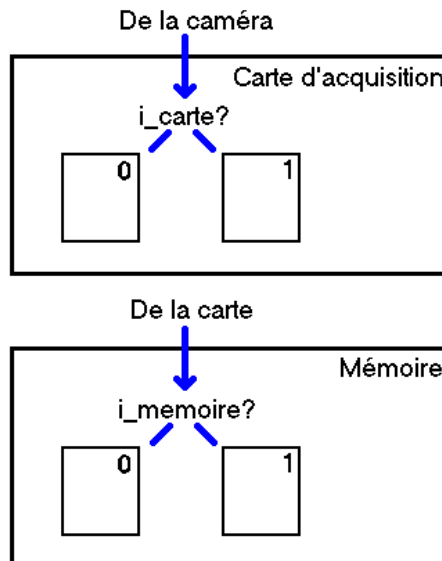 De la caméra
Carte d'acquisition
i_carte?
0
1
De la carte
Mémoire
i_memoire?
0
1